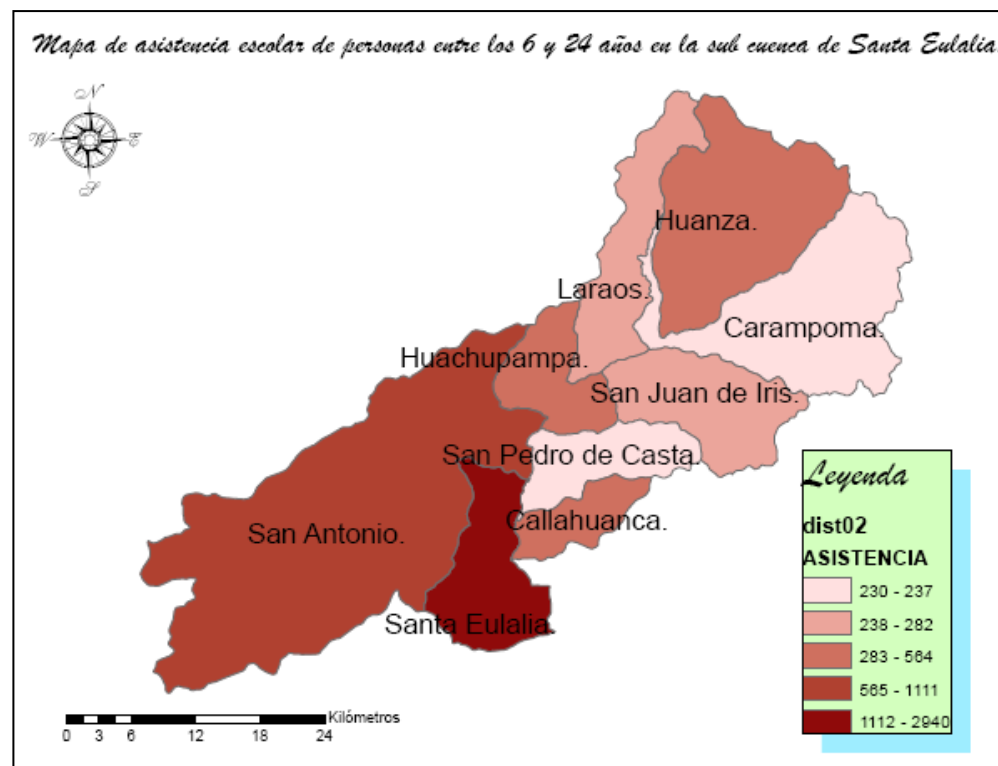 Mapa de asistencia escolar de personas entre los 6 y 24 años en la sub cuenca de Santa Eulalia.
N
W E
S
Huanza.
Laraos.
Carampoma.
Huachupampa.
San Juan de Iris.
San Pedro de Casta.
Callahuanca.
San Antonio.
Santa Eulalia.
Leyenda
dist02
ASISTENCIA
230 - 237
238 - 282
283 - 564
565 - 1111
1112 - 2940
Kilómetros
0 3 6 12 18 24